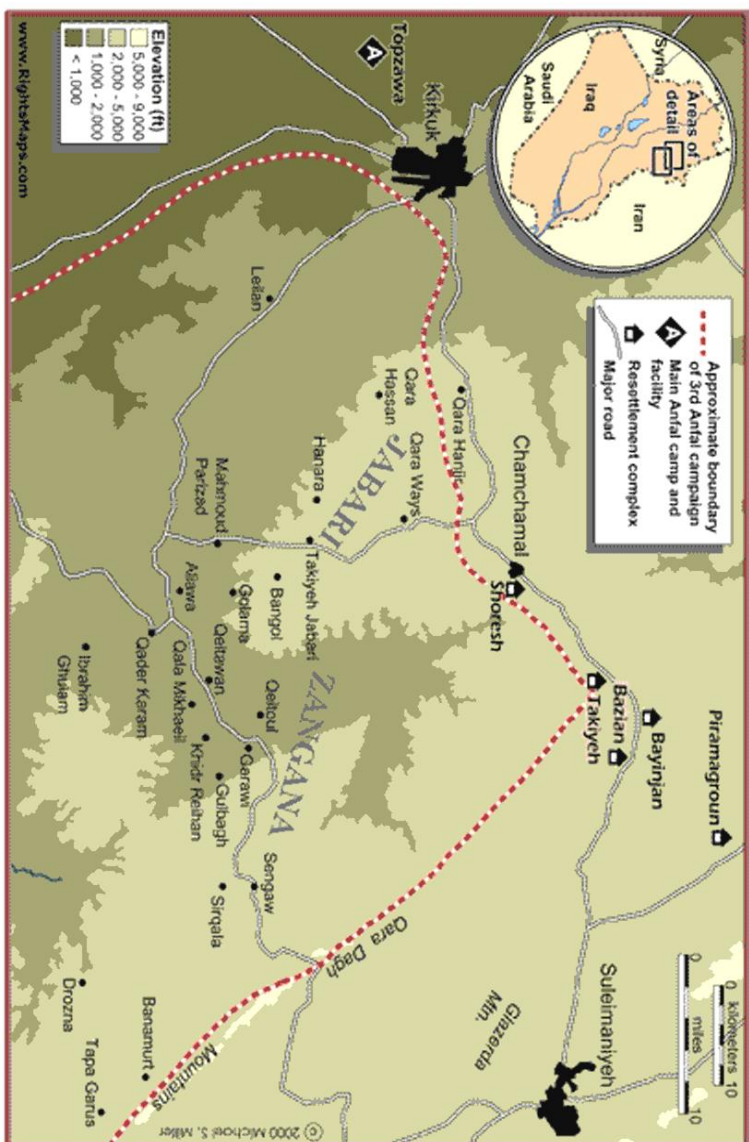 Areas of
detail
Syria
Iraq
Iran
Saudi
Arabia
Approximate boundary
of 3rd Anfal campaign
A Main Anfal camp and
facility
Resettlement complex
Major road
0 kilometers 10
0 miles 10
Piramagroun
Bayinjan
Bazian
Takiyeh
Suleimaniyeh
Glazerda
Mtn.
Chamchamal
Shoresh
Qara Hanjir
Kirkuk
A
Topzawa
Qara
Hassan
Qara Ways
JABARI
Hanara
Takiyeh Jabari
Leilan
Mahmoud
Parizad
Bangol
Golama
Aliawa
ZANGANA
Qeitoul
Qeitawan
Garawi
Qala Mikhaeil
Khidr Reihan
Gulbagh
Qader Karam
Ibrahim
Ghulam
Sengaw
Sirqala
Qara Dagh
Mountains
Drozna
Banamurt
Tapa Garus
Elevation (ft)
5,000 - 9,000
2,000 - 5,000
1,000 - 2,000
< 1,000
www.RightsMaps.com
© 2000 Michael S. Miller